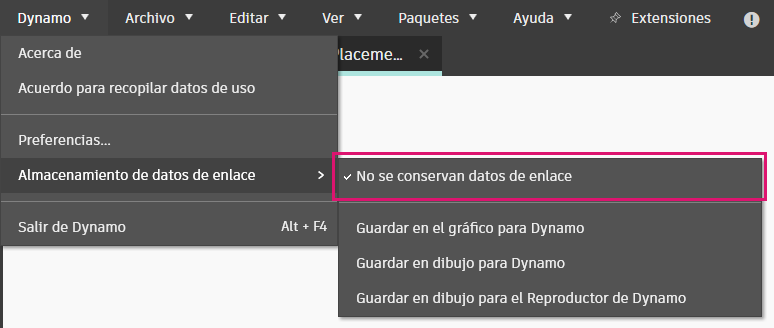 Dynamo Archivo Editar Ver Paquetes Ayuda Extensiones
Placeme...
Acerca de
Acuerdo para recopilar datos de uso
Preferencias...
Almacenamiento de datos de enlace
No se conservan datos de enlace
Salir de Dynamo Alt + F4
Guardar en el gráfico para Dynamo
Guardar en dibujo para Dynamo
Guardar en dibujo para el Reproductor de Dynamo